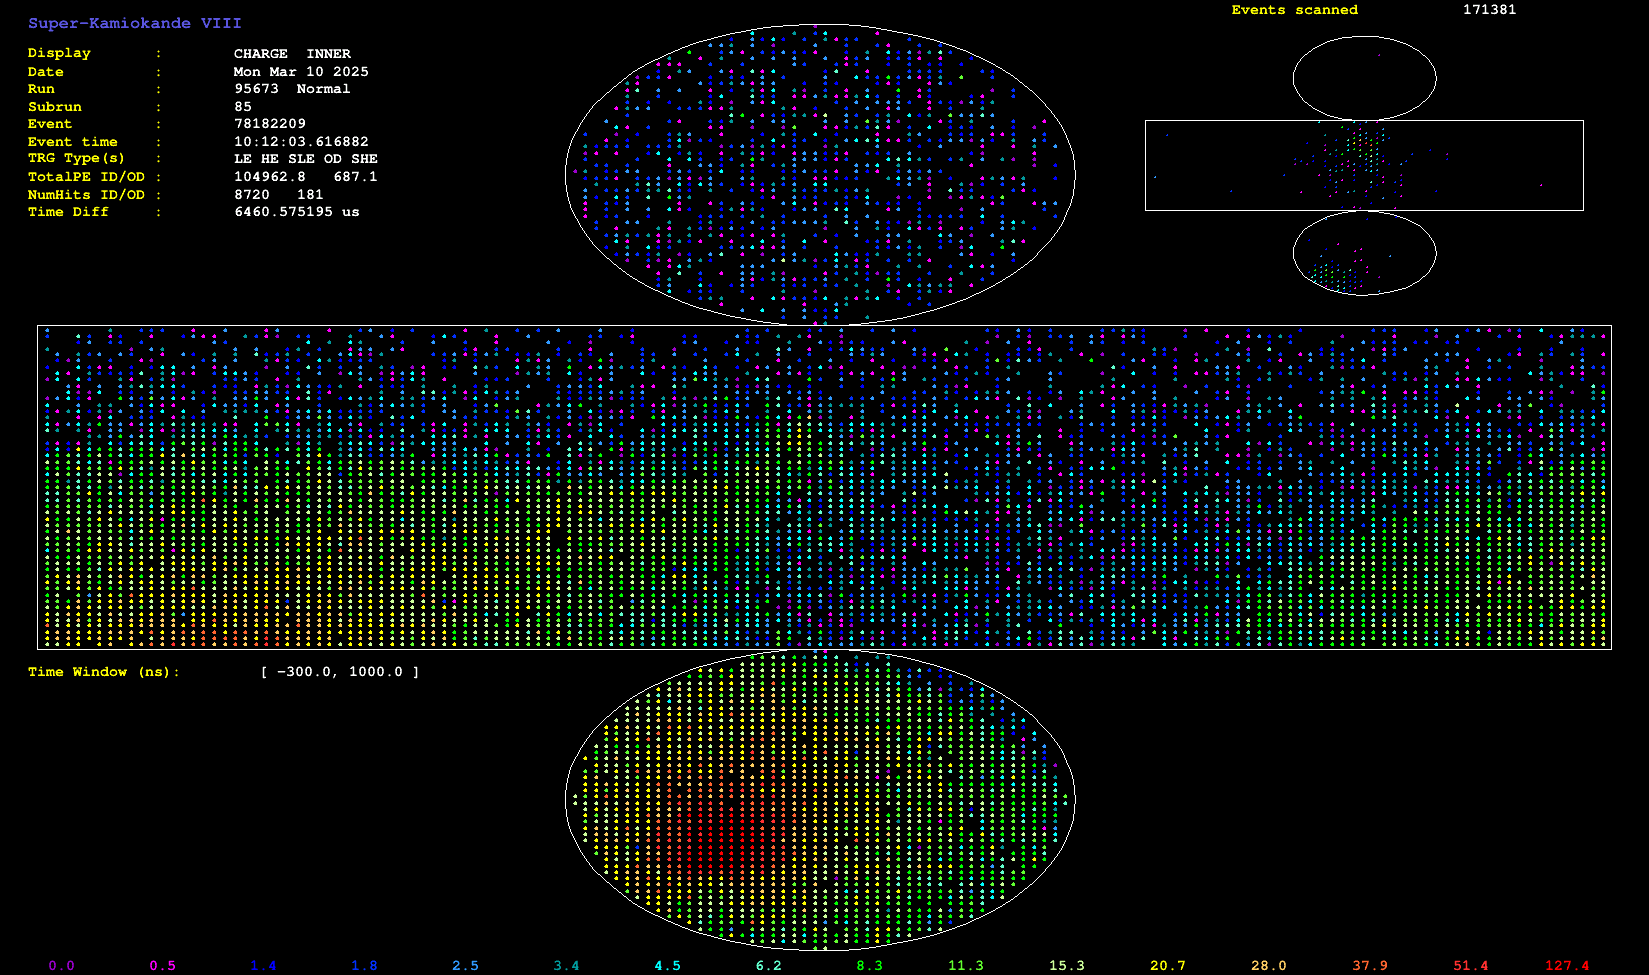 Super-Kamiokande VIII
Events scanned 171381
Display : CHARGE INNER
Date : Mon Mar 10 2025
Run : 95673 Normal
Subrun : 85
Event : 78182209
Event time : 10:12:03.616882
TRG Type(s) : LE HE SLE OD SHE
TotalPE ID/OD : 104962.8 687.1
NumHits ID/OD : 8720 181
Time Diff : 6460.575195 us
Time Window (ns): [ -300.0, 1000.0 ]
0.0 0.5 1.4 1.8 2.5 3.4 4.5 6.2 8.3 11.3 15.3 20.7 28.0 37.9 51.4 127.4